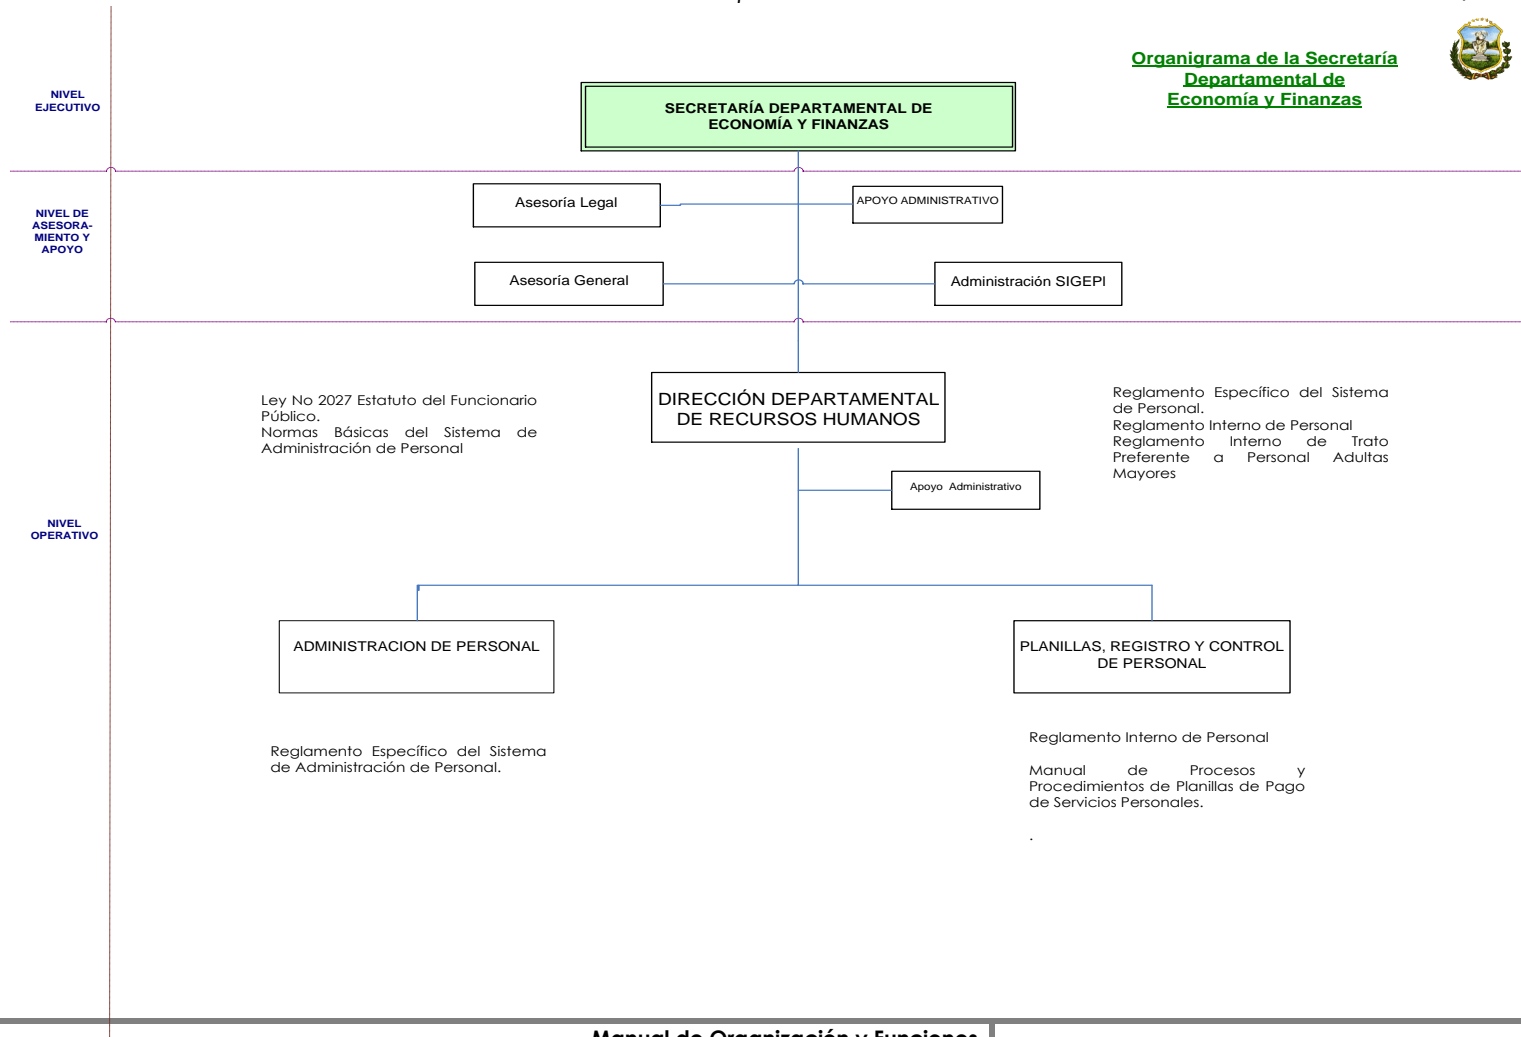 Organigrama de la Secretaría
Departamental de
Economía y Finanzas
NIVEL
EJECUTIVO
SECRETARÍA DEPARTAMENTAL DE
ECONOMÍA Y FINANZAS
NIVEL DE
ASESORA-
MIENTO Y
APOYO
Asesoría Legal
APOYO ADMINISTRATIVO
Asesoría General
Administración SIGEPI
DIRECCIÓN DEPARTAMENTAL
DE RECURSOS HUMANOS
Ley No 2027 Estatuto del Funcionario
Público.
Normas Básicas del Sistema de
Administración de Personal
Reglamento Específico del Sistema
de Personal.
Reglamento Interno de Personal
Reglamento Interno de Trato
Preferente a Personal Adultas
Mayores
Apoyo Administrativo
NIVEL
OPERATIVO
ADMINISTRACION DE PERSONAL
PLANILLAS, REGISTRO Y CONTROL
DE PERSONAL
Reglamento Específico del Sistema
de Administración de Personal.
Reglamento Interno de Personal
Manual de Procesos y
Procedimientos de Planillas de Pago
de Servicios Personales.
.
Manual de Organización y Funciones